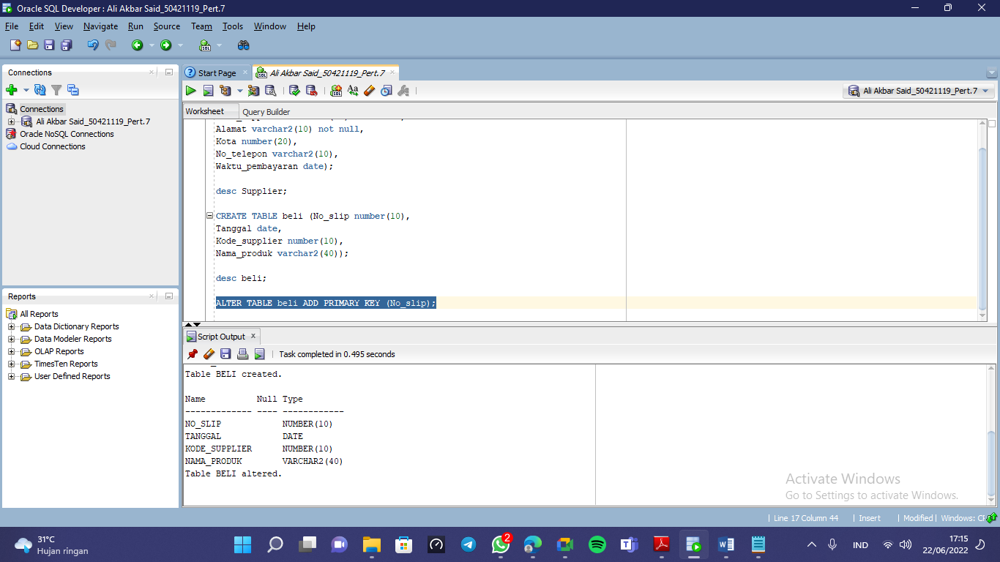 Oracle SQL Developer : Ali Akbar Said_50421119_Pert.7
File Edit View Navigate Run Source Team Tools Window Help
Connections
Connections
Ali Akbar Said_50421119_Pert.7
Oracle NoSQL Connections
Cloud Connections
Reports
All Reports
Data Dictionary Reports
Data Modeler Reports
OLAP Reports
TimesTen Reports
User Defined Reports
Start Page
Ali Akbar Said_50421119_Pert.7
Ali Akbar Said_50421119_Pert.7
Worksheet Query Builder
Alamat varchar2(10) not null,
Kota number(20),
No_telepon varchar2(10),
Waktu_pembayaran date);
desc Supplier;
CREATE TABLE beli (No_slip number(10),
Tanggal date,
Kode_supplier number(10),
Nama_produk varchar2(40));
desc beli;
ALTER TABLE beli ADD PRIMARY KEY (No_slip);
Script Output
Task completed in 0.495 seconds
Table BELI created.
Name Null Type
------------- ---- ------------
NO_SLIP NUMBER(10)
TANGGAL DATE
KODE_SUPPLIER NUMBER(10)
NAMA_PRODUK VARCHAR2(40)
Table BELI altered.
Activate Windows
Go to Settings to activate Windows.
| Line 17 Column 44 | Insert | Modified | Windows:
31°C
Hujan ringan
2
IND
17:15
22/06/2022